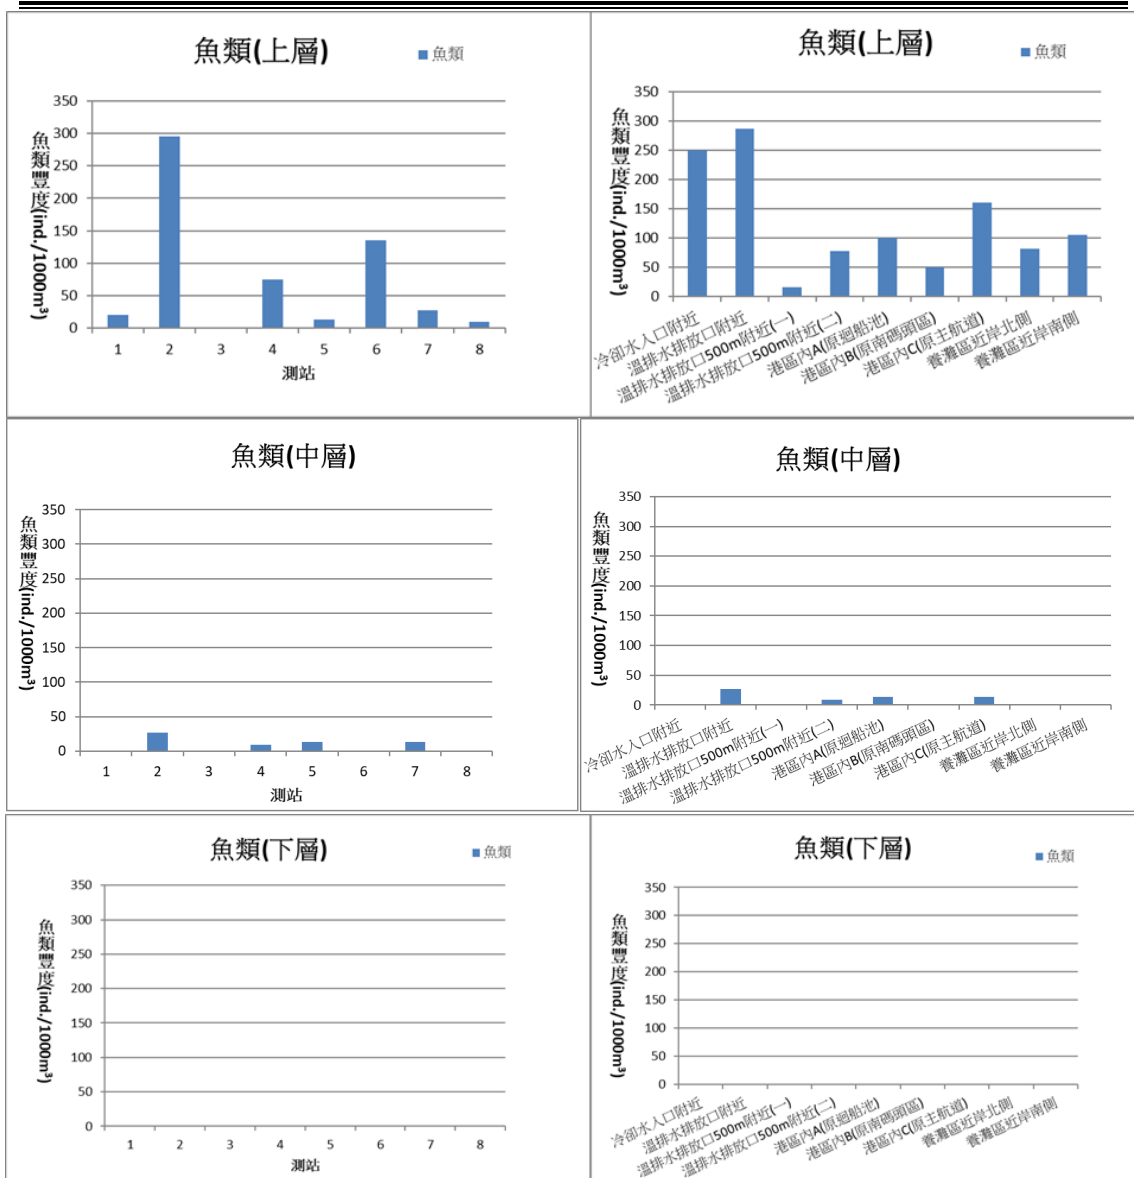 魚類(上層)
魚類
魚類豐度(ind./1000m³)
350
300
250
200
150
100
50
0
1 2 3 4 5 6 7 8
測站
魚類(上層)
魚類
魚類豐度(ind./1000m³)
350
300
250
200
150
100
50
0
冷卻水入口附近
溫排水排放口附近
溫排水排放口500m附近(一)
溫排水排放口500m附近(二)
港區內A(原迴船池)
港區內B(原南碼頭區)
港區內C(原主航道)
養灘區近岸北側
養灘區近岸南側
魚類(中層)
魚類豐度(ind./1000m³)
350
300
250
200
150
100
50
0
1 2 3 4 5 6 7 8
測站
魚類(中層)
魚類豐度(ind./1000m³)
350
300
250
200
150
100
50
0
冷卻水入口附近
溫排水排放口附近
溫排水排放口500m附近(一)
溫排水排放口500m附近(二)
港區內A(原迴船池)
港區內B(原南碼頭區)
港區內C(原主航道)
養灘區近岸北側
養灘區近岸南側
魚類(下層)
魚類
魚類豐度(ind./1000m³)
350
300
250
200
150
100
50
0
1 2 3 4 5 6 7 8
測站
魚類(下層)
魚類
魚類豐度(ind./1000m³)
350
300
250
200
150
100
50
0
冷卻水入口附近
溫排水排放口附近
溫排水排放口500m附近(一)
溫排水排放口500m附近(二)
港區內A(原迴船池)
港區內B(原南碼頭區)
港區內C(原主航道)
養灘區近岸北側
養灘區近岸南側